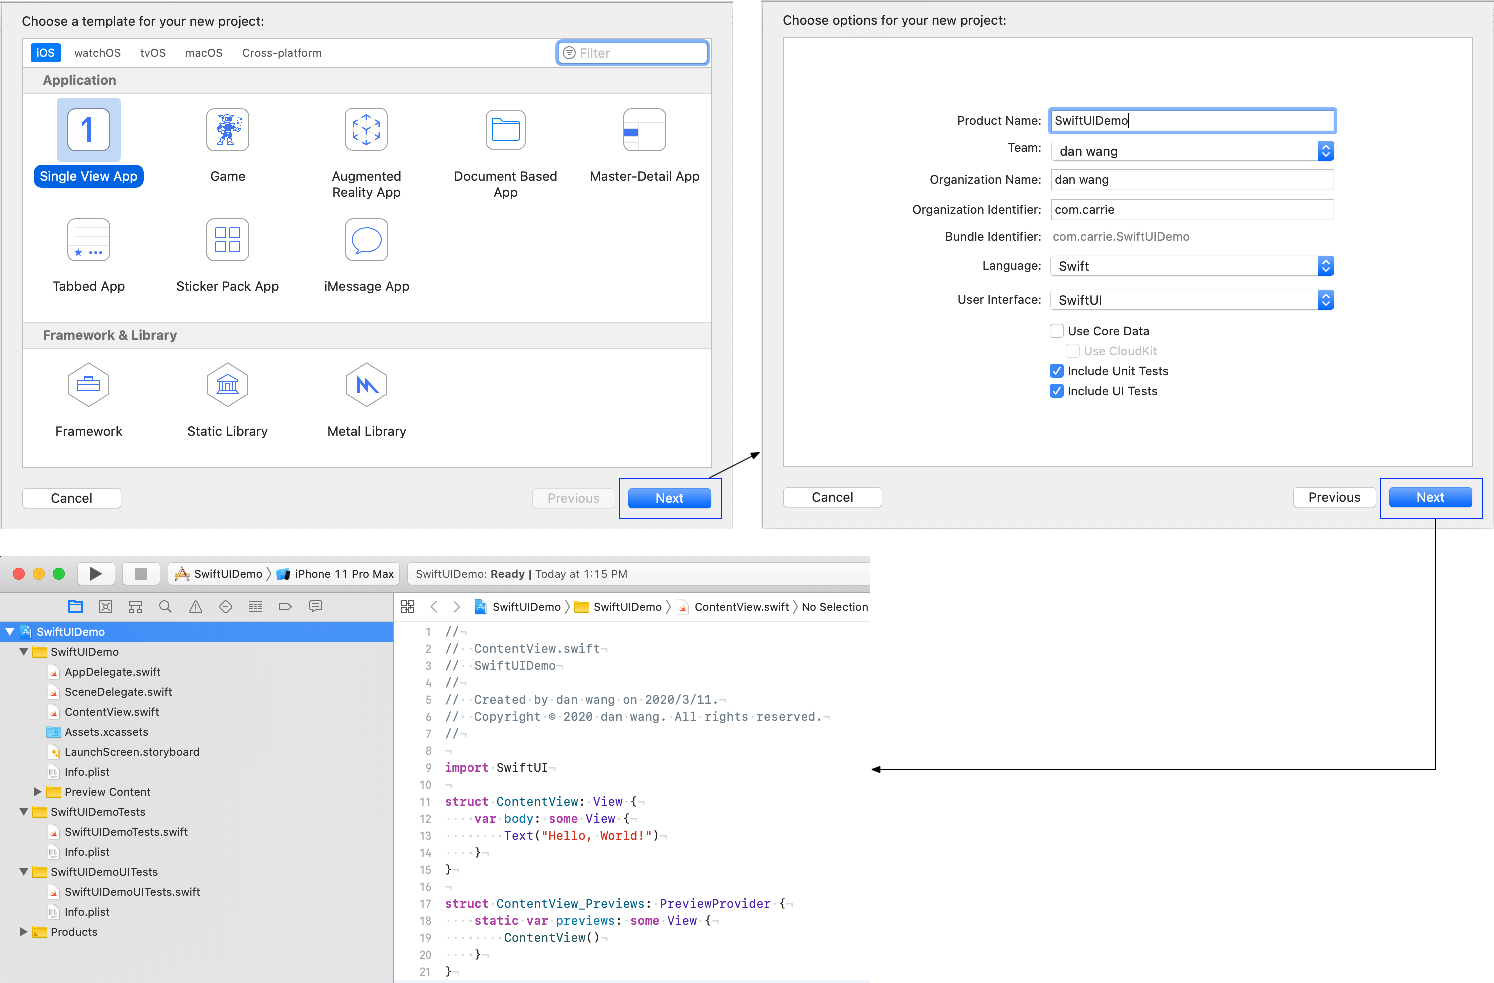 Choose a template for your new project:
iOS watchOS tvOS macOS Cross-platform Filter
Application
1
Single View App Game Augmented Reality App Document Based App Master-Detail App
Tabbed App Sticker Pack App iMessage App
Framework & Library
Framework Static Library Metal Library
Cancel Previous Next
Choose options for your new project:
Product Name: SwiftUIDemo
Team: dan wang
Organization Name: dan wang
Organization Identifier: com.carrie
Bundle Identifier: com.carrie.SwiftUIDemo
Language: Swift
User Interface: SwiftUI
Use Core Data
Use CloudKit
Include Unit Tests
Include UI Tests
Cancel Previous Next
SwiftUIDemo iPhone 11 Pro Max SwiftUIDemo: Ready | Today at 1:15 PM
SwiftUIDemo SwiftUIDemo ContentView.swift No Selection
SwiftUIDemo
SwiftUIDemo
AppDelegate.swift
SceneDelegate.swift
ContentView.swift
Assets.xcassets
LaunchScreen.storyboard
Info.plist
Preview Content
SwiftUIDemoTests
SwiftUIDemoTests.swift
Info.plist
SwiftUIDemoUITests
SwiftUIDemoUITests.swift
Info.plist
Products
1 //
2 // ContentView.swift
3 // SwiftUIDemo
4 //
5 // Created by dan wang on 2020/3/11.
6 // Copyright © 2020 dan wang. All rights reserved.
7 //
8
9 import SwiftUI
10
11 struct ContentView: View {
12 var body: some View {
13 Text("Hello, World!")
14 }
15 }
16
17 struct ContentView_Previews: PreviewProvider {
18 static var previews: some View {
19 ContentView()
20 }
21 }